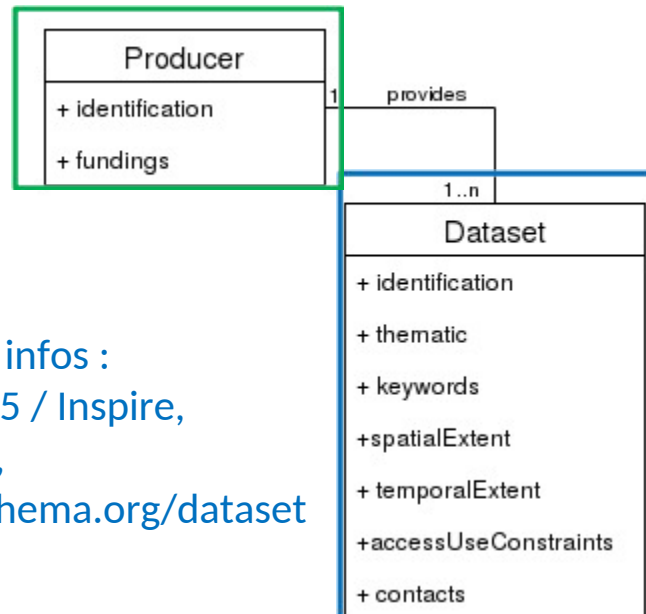 Producer
+ identification
+ fundings
1
provides
1..n
Dataset
+ identification
+ thematic
+ keywords
+spatialExtent
+ temporalExtent
+accessUseConstraints
+ contacts
infos :
5 / Inspire,
,
hema.org/dataset